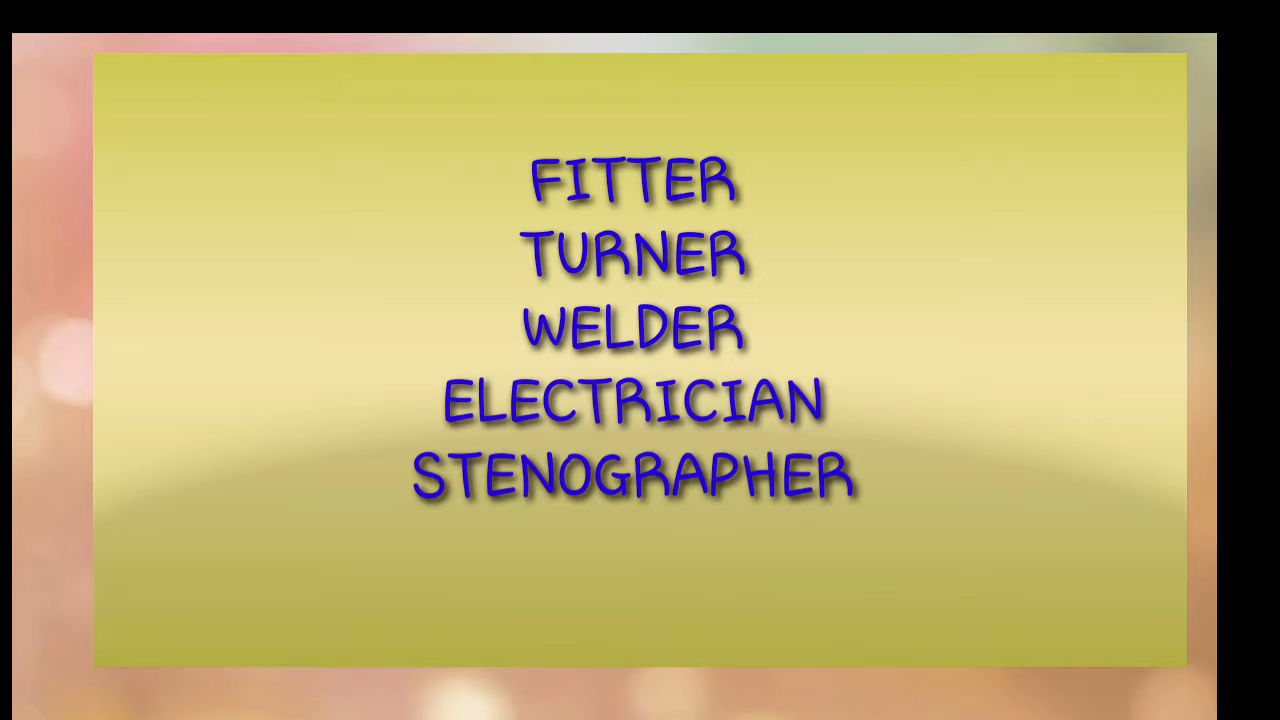 FITTER
TURNER
WELDER
ELECTRICIAN
STENOGRAPHER